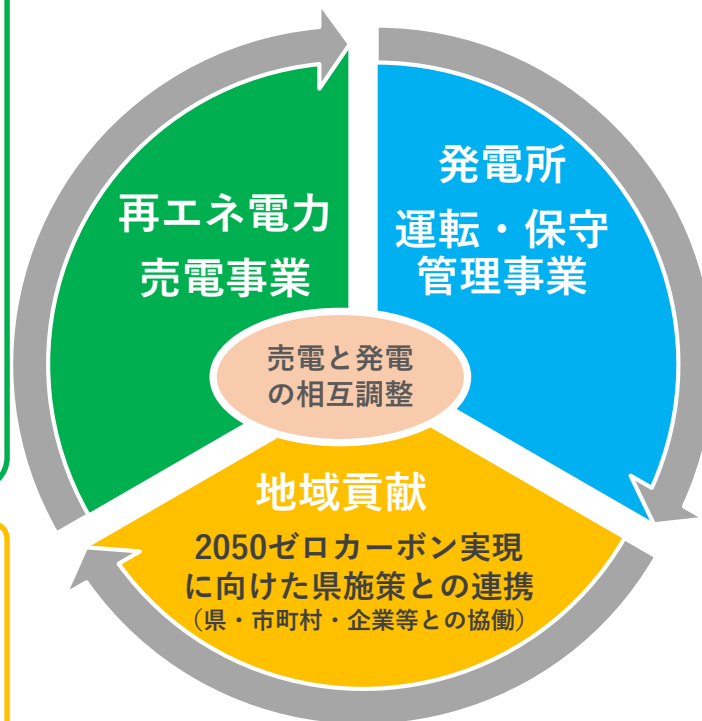 再エネ電力
売電事業
発電所
運転・保守
管理事業
売電と発電
の相互調整
地域貢献
2050ゼロカーボン実現
に向けた県施策との連携
（県・市町村・企業等との協働）